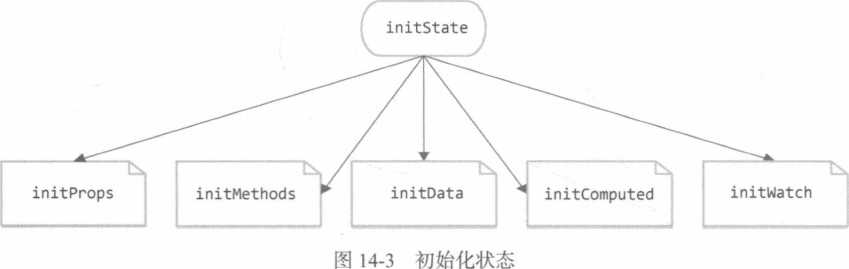 initState
initProps
initMethods
initData
initComputed
initWatch
图 14-3 初始化状态